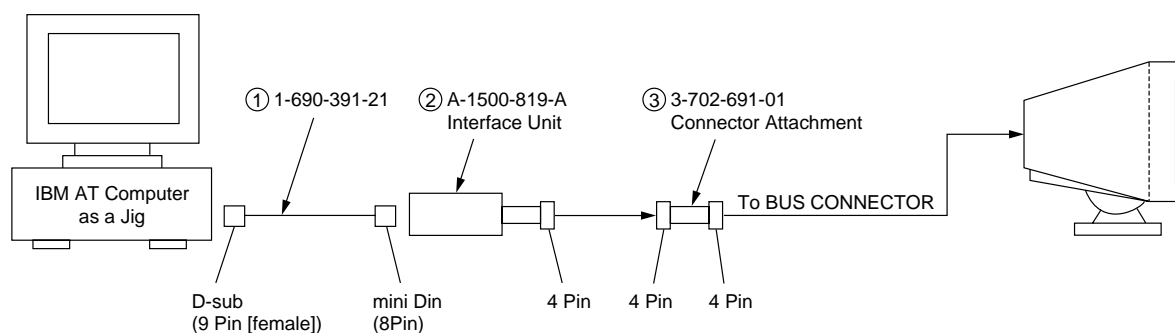 ① 1-690-391-21
② A-1500-819-A
Interface Unit
③ 3-702-691-01
Connector Attachment
IBM AT Computer
as a Jig
To BUS CONNECTOR
D-sub
(9 Pin [female])
mini Din
(8Pin)
4 Pin
4 Pin
4 Pin